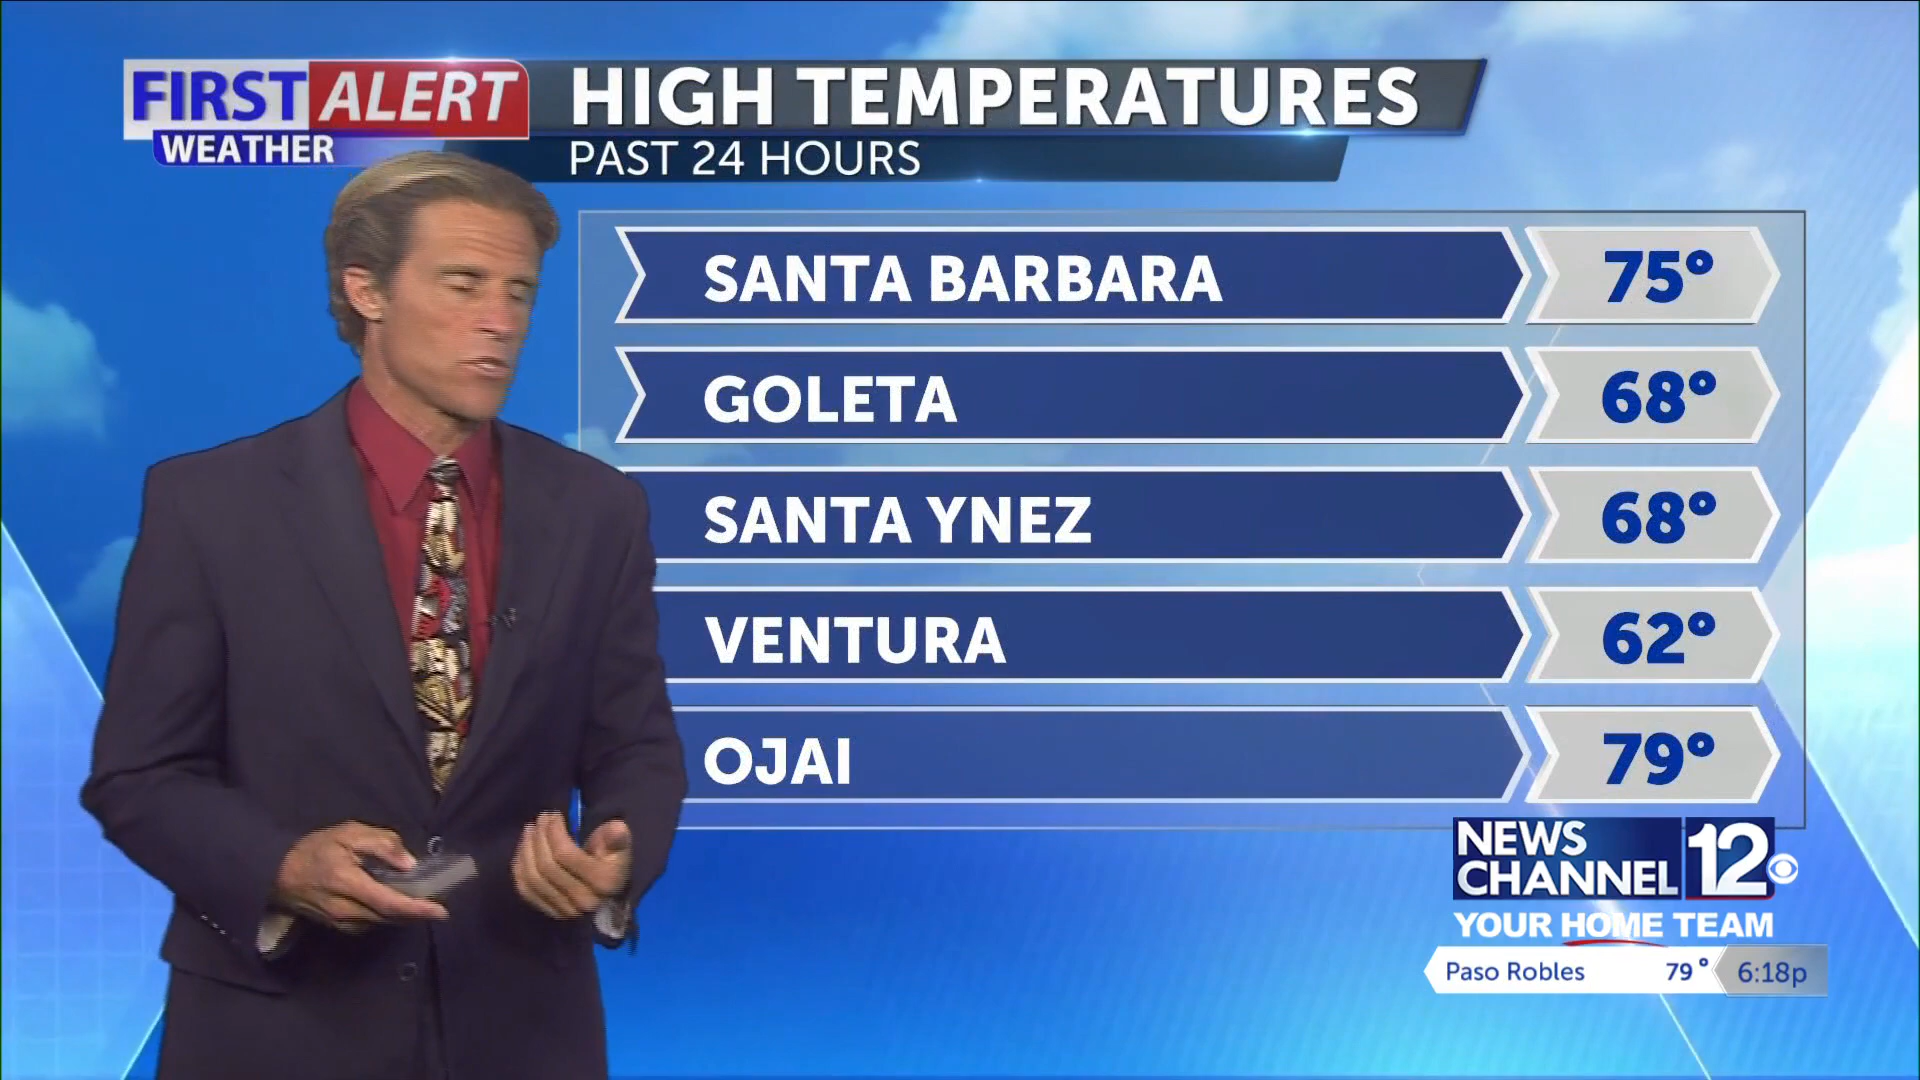 FIRST ALERT
WEATHER
HIGH TEMPERATURES
PAST 24 HOURS
SANTA BARBARA 75°
GOLETA 68°
SANTA YNEZ 68°
VENTURA 62°
OJAI 79°
NEWS
CHANNEL 12
YOUR HOME TEAM
Paso Robles 79° 6:18p